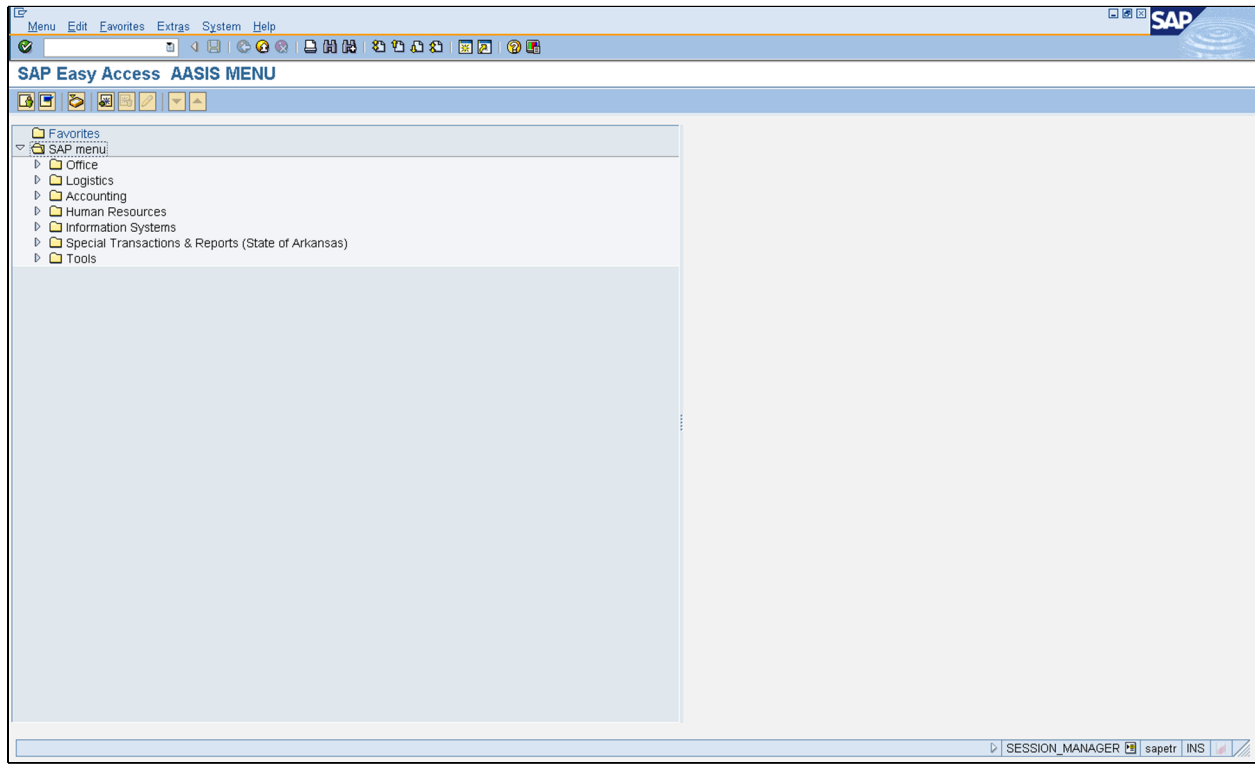 Menu Edit Favorites Extras System Help
SAP
SAP Easy Access AASIS MENU
Favorites
SAP menu
Office
Logistics
Accounting
Human Resources
Information Systems
Special Transactions & Reports (State of Arkansas)
Tools
SESSION_MANAGER sapetr INS